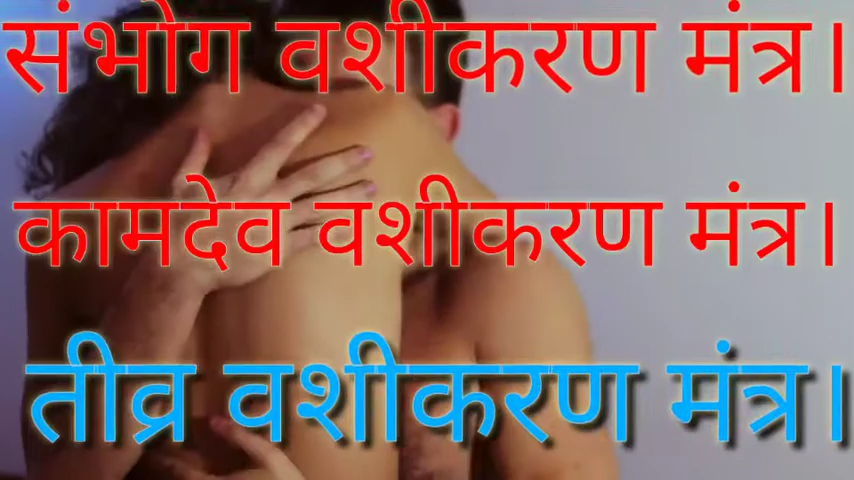 संभोग वशीकरण मंत्र।
कामदेव वशीकरण मंत्र।
तीव्र वशीकरण मंत्र।